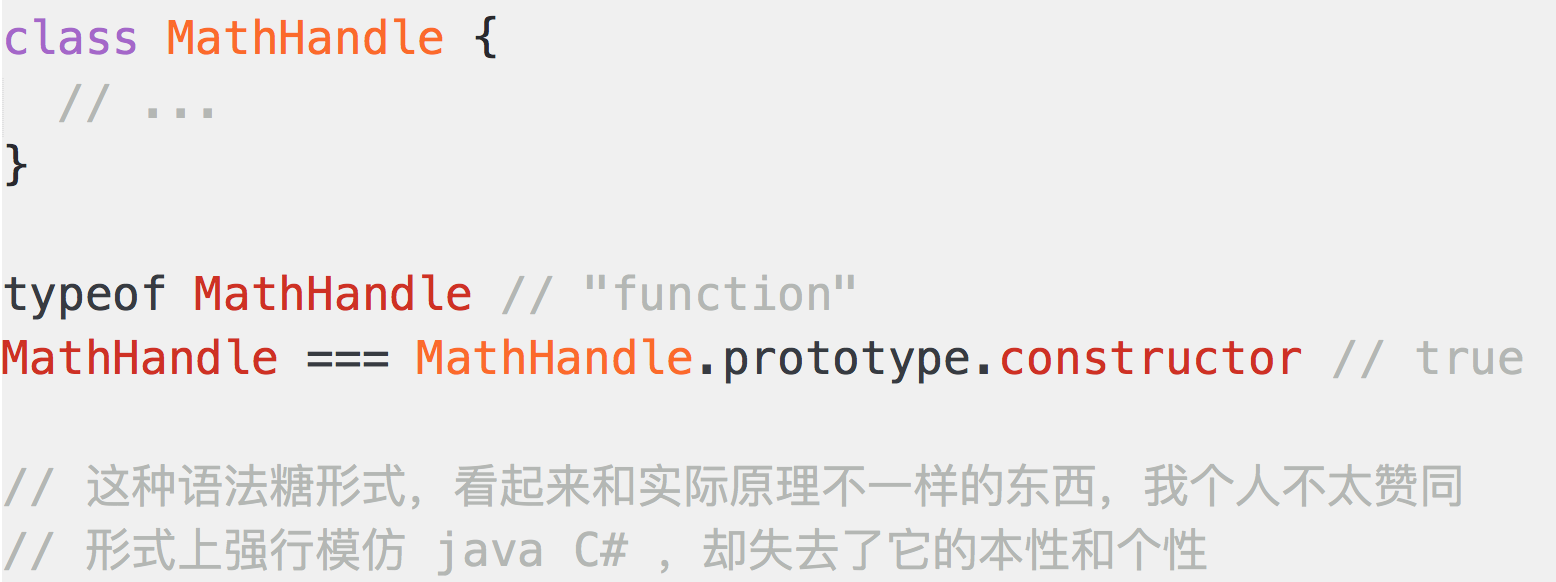 class MathHandle {
  // ...
}
typeof MathHandle // "function"
MathHandle === MathHandle.prototype.constructor // true
// 这种语法糖形式，看起来和实际原理不一样的东西，我个人不太赞同
// 形式上强行模仿 java C# ，却失去了它的本性和个性